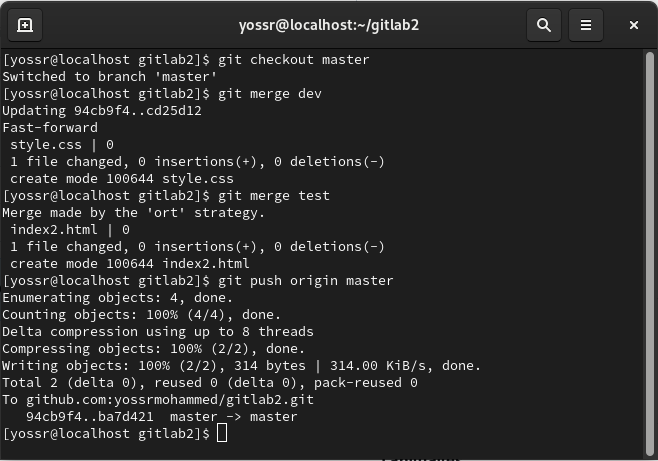 yossr@localhost:~/gitlab2
[yossr@localhost gitlab2]$ git checkout master
Switched to branch 'master'
[yossr@localhost gitlab2]$ git merge dev
Updating 94cb9f4..cd25d12
Fast-forward
 style.css | 0
 1 file changed, 0 insertions(+), 0 deletions(-)
 create mode 100644 style.css
[yossr@localhost gitlab2]$ git merge test
Merge made by the 'ort' strategy.
 index2.html | 0
 1 file changed, 0 insertions(+), 0 deletions(-)
 create mode 100644 index2.html
[yossr@localhost gitlab2]$ git push origin master
Enumerating objects: 4, done.
Counting objects: 100% (4/4), done.
Delta compression using up to 8 threads
Compressing objects: 100% (2/2), done.
Writing objects: 100% (2/2), 314 bytes | 314.00 KiB/s, done.
Total 2 (delta 0), reused 0 (delta 0), pack-reused 0
To github.com:yossrmohammed/gitlab2.git
   94cb9f4..ba7d421  master -> master
[yossr@localhost gitlab2]$